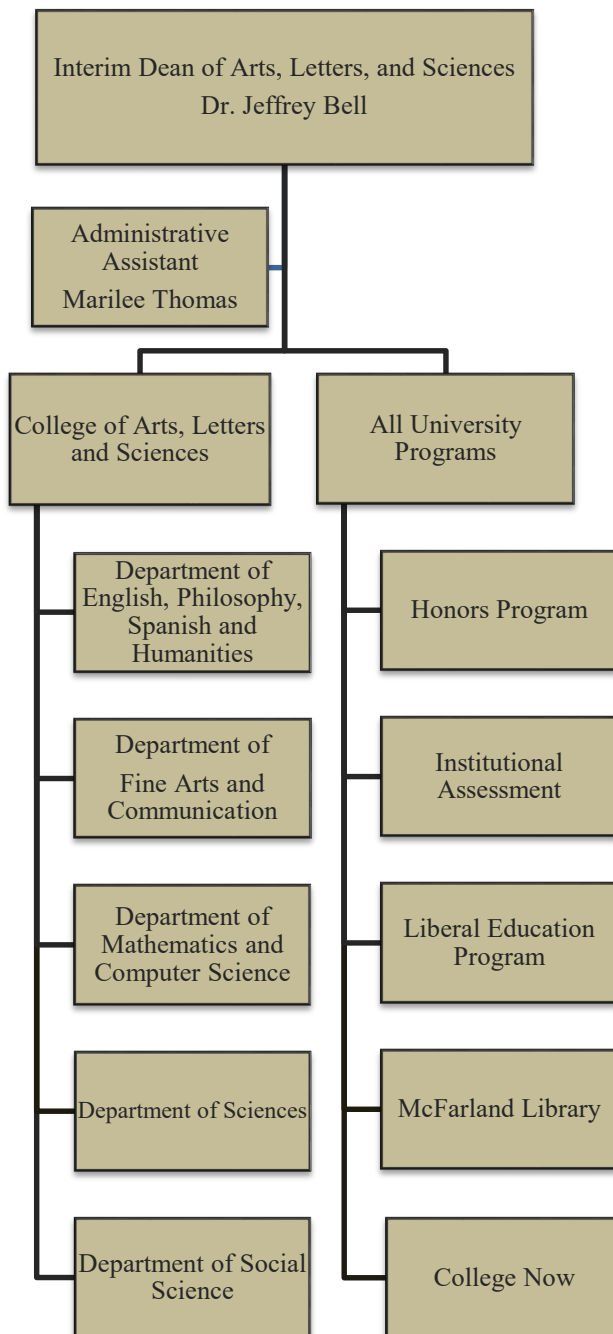 Interim Dean of Arts, Letters, and Sciences
Dr. Jeffrey Bell
Administrative
Assistant
Marilee Thomas
College of Arts, Letters
and Sciences
All University
Programs
Department of
English, Philosophy,
Spanish and
Humanities
Department of
Fine Arts and
Communication
Department of
Mathematics and
Computer Science
Department of Sciences
Department of Social
Science
Honors Program
Institutional
Assessment
Liberal Education
Program
McFarland Library
College Now